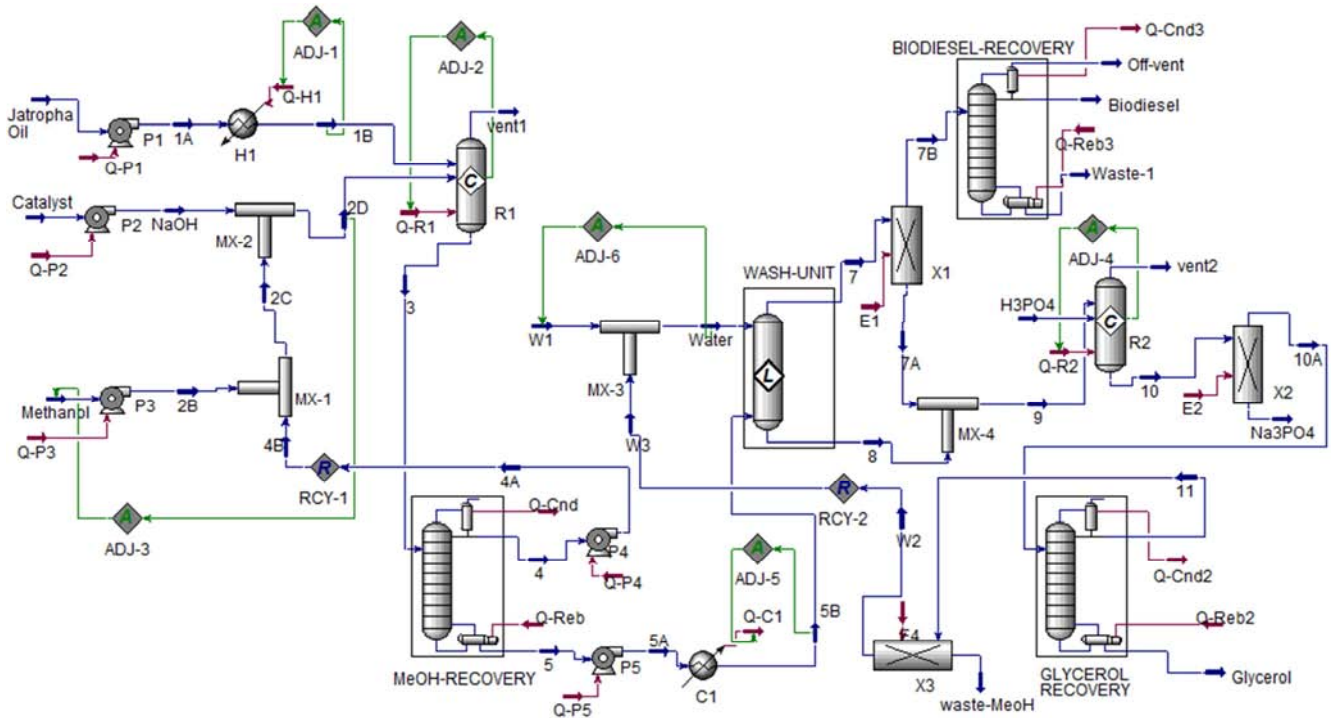 A
ADJ-1
Q-H1
Jatropha
Oil
P1
1A
H1
1B
Q-P1
A
ADJ-2
vent1
C
R1
Q-R1
Catalyst
P2
NaOH
MX-2
2D
Q-P2
2C
3
Methanol
P3
2B
MX-1
Q-P3
4B
R
RCY-1
4A
A
ADJ-3
Q-Cnd
4
P4
Q-P4
Q-Reb
5
MeOH-RECOVERY
P5
Q-P5
5A
C1
Q-C1
A
ADJ-5
5B
A
ADJ-6
W1
MX-3
Water
W3
WASH-UNIT
L
7
8
X1
E1
7A
7B
MX-4
9
BIODIESEL-RECOVERY
Q-Cnd3
Off-vent
Biodiesel
Q-Reb3
Waste-1
A
ADJ-4
vent2
H3PO4
C
R2
Q-R2
10
E2
X2
10A
Na3PO4
R
RCY-2
W2
11
E4
X3
waste-MeoH
Q-Cnd2
Q-Reb2
GLYCEROL
RECOVERY
Glycerol